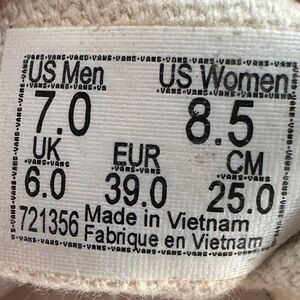 US Men US Women
7.0 8.5
UK EUR CM
6.0 39.0 25.0
721356 Made in Vietnam
Fabrique en Vietnam